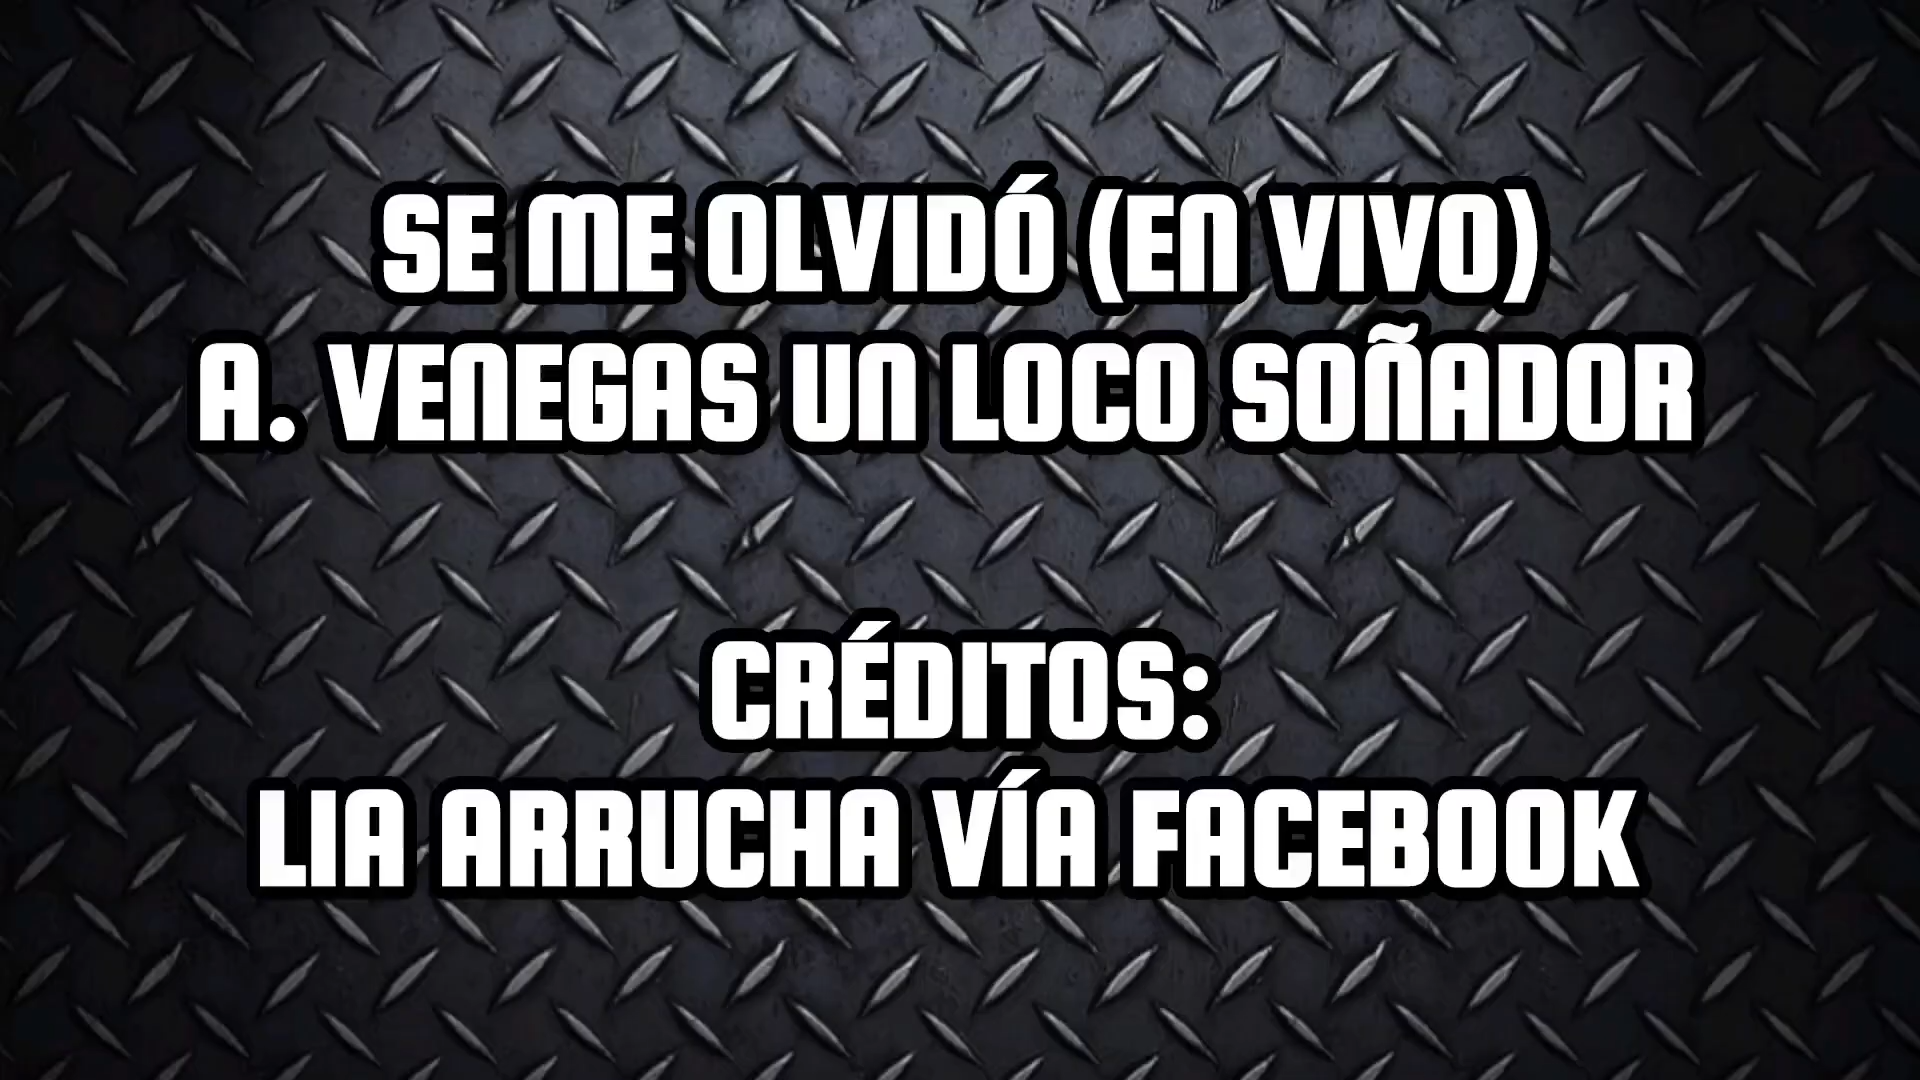 SE ME OLVIDÓ (EN VIVO)
A. VENEGAS UN LOCO SOÑADOR
CRÉDITOS:
LIA ARRUCHA VÍA FACEBOOK